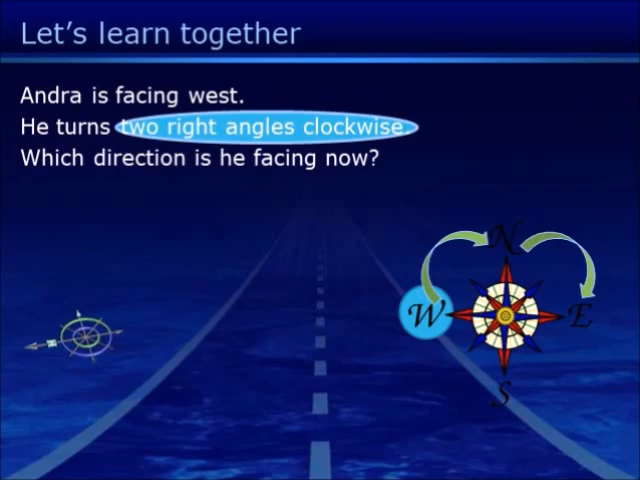 Let's learn together
Andra is facing west.
He turns two right angles clockwise.
Which direction is he facing now?
N
W
E
S